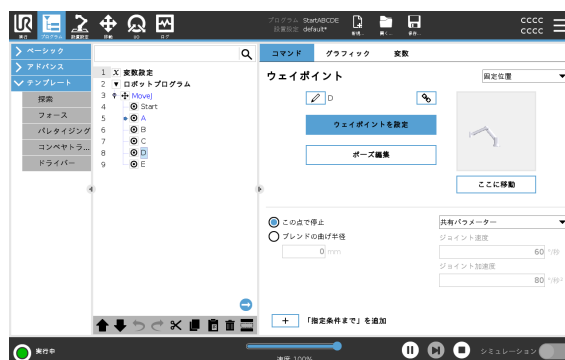 UR
実行
プログラム
設置設定
移動
I/O
ログ
プログラム StartABCDE
設置設定 default*
新規...
開く...
保存...
cccc
cccc
ベーシック
アドバンス
テンプレート
探索
フォース
パレタイジング
コンベヤトラ...
ドライバー
1 X 変数設定
2 ロボットプログラム
3 MoveJ
4 Start
5 A
6 B
7 C
8 D
9 E
コマンド グラフィック 変数
ウェイポイント
固定位置
D
ウェイポイントを設定
ポーズ編集
ここに移動
この点で停止
ブレンドの曲げ半径
0 mm
共有パラメーター
ジョイント速度
60 °/秒
ジョイント加速度
80 °/秒²
+ 「指定条件まで」を追加
実行中
速度 100%
シミュレーション